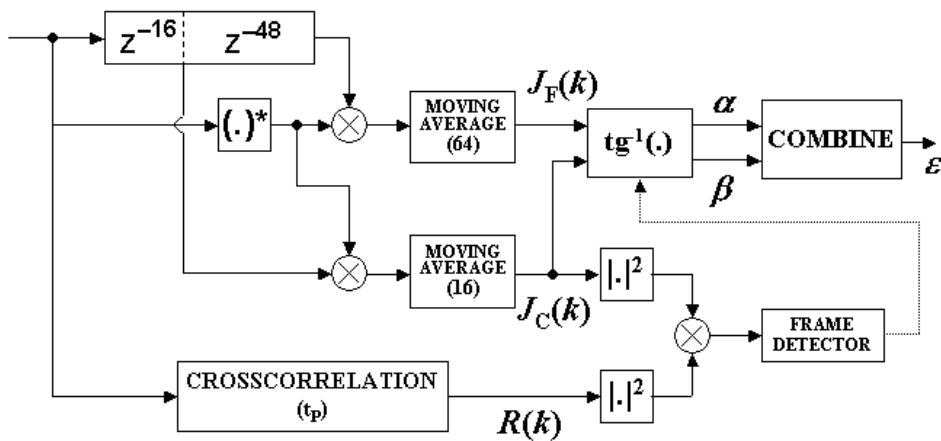 z⁻¹⁶ z⁻⁴⁸
(.)*
MOVING
AVERAGE
(64)
J_F(k)
tg⁻¹(.)
α
β
COMBINE
ε
MOVING
AVERAGE
(16)
J_C(k)
|.|²
FRAME
DETECTOR
CROSSCORRELATION
(t_P)
R(k)
|.|²